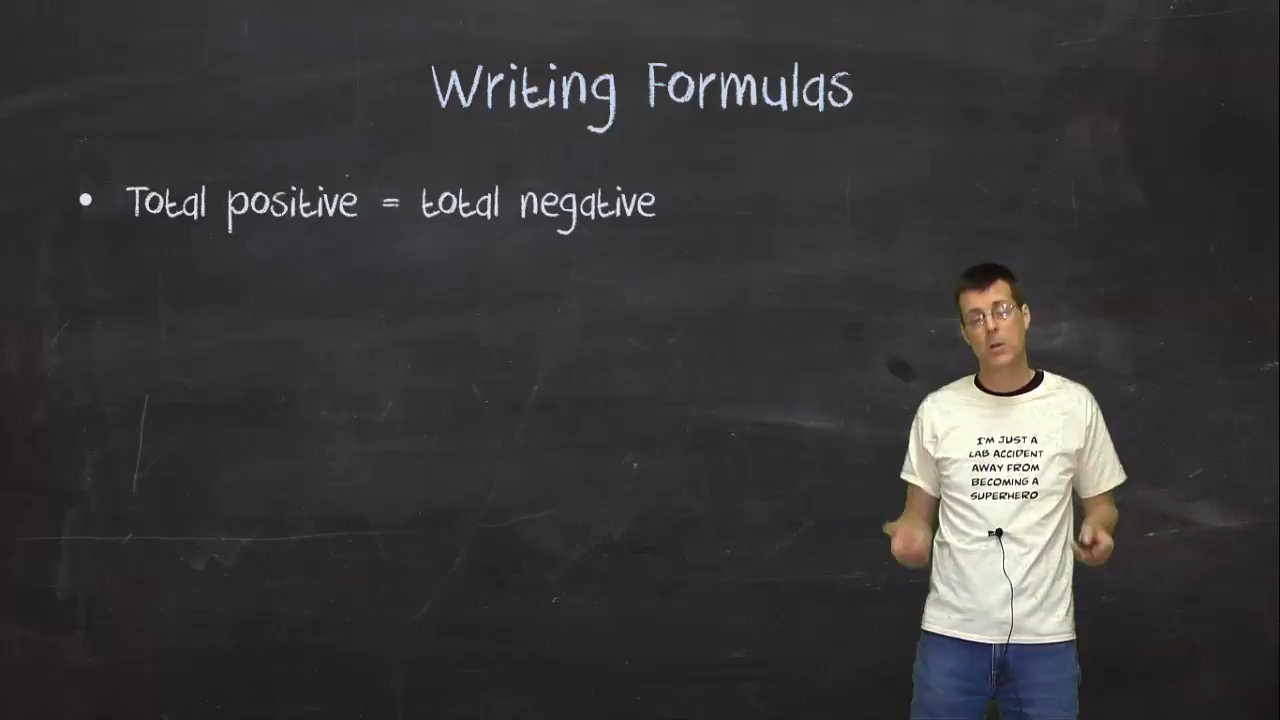 Writing Formulas
• Total positive = total negative
I'M JUST A
LAB ACCIDENT
AWAY FROM
BECOMING A
SUPERHERO